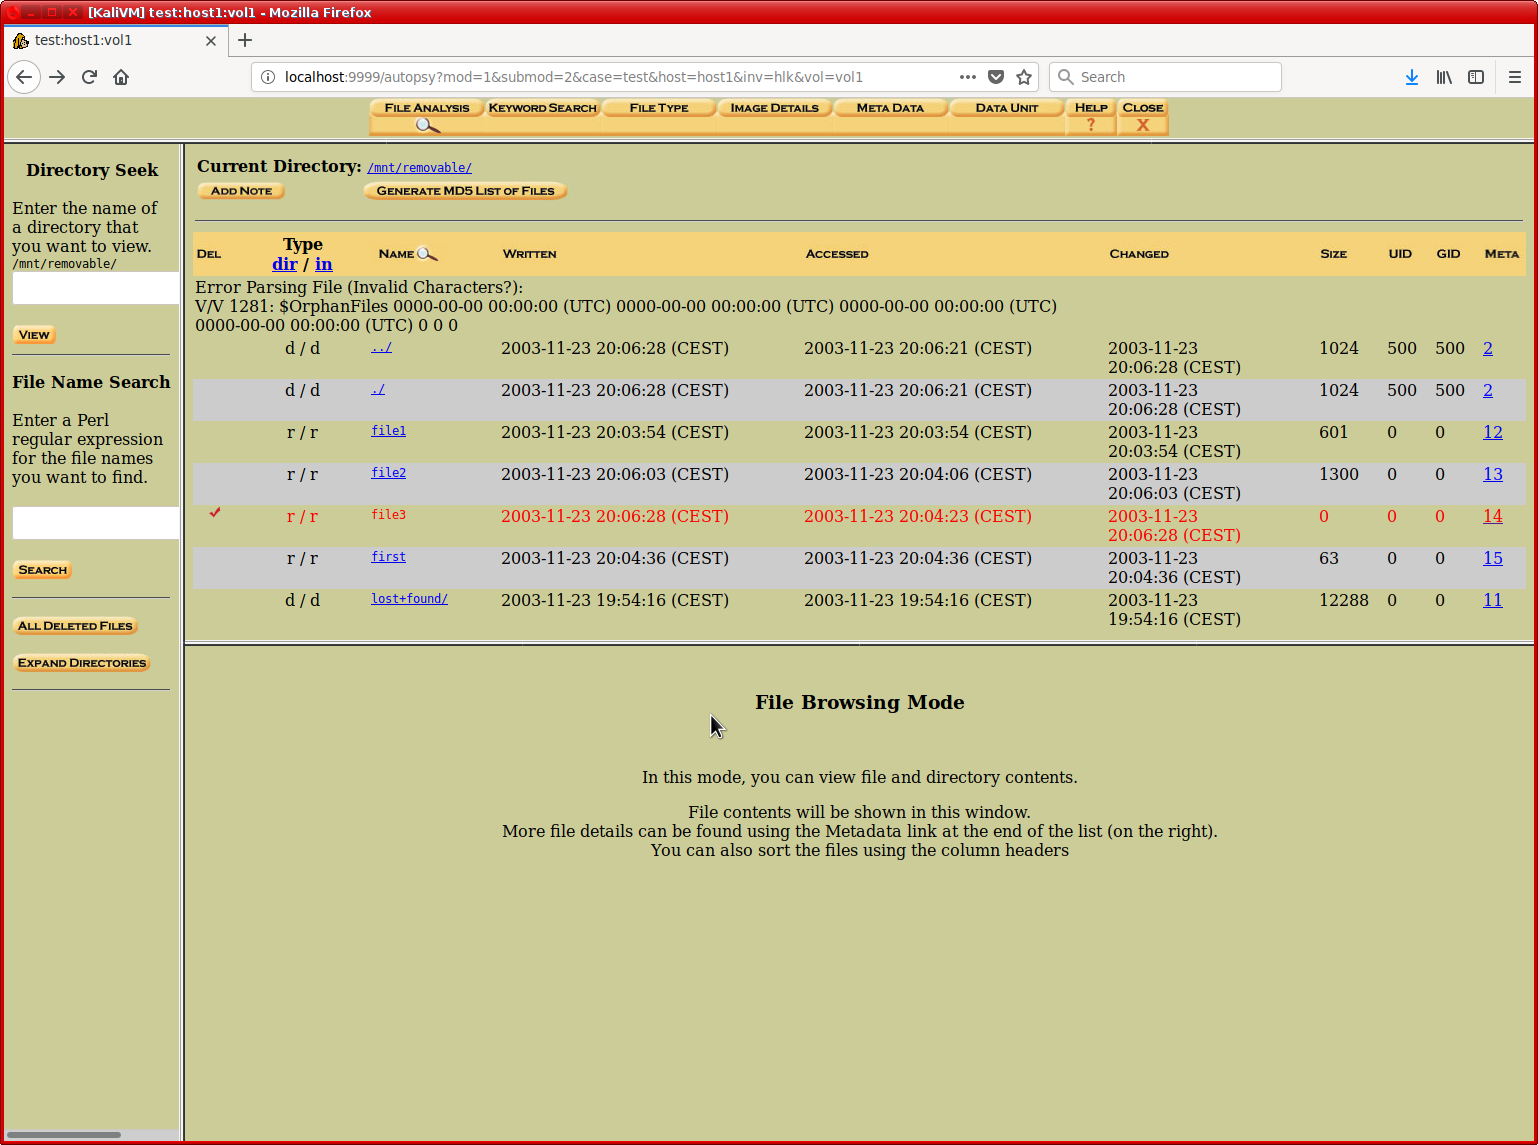 [KaliVM] test:host1:vol1 - Mozilla Firefox
test:host1:vol1
localhost:9999/autopsy?mod=1&submod=2&case=test&host=host1&inv=hlk&vol=vol1
Search
FILE ANALYSIS KEYWORD SEARCH FILE TYPE IMAGE DETAILS META DATA DATA UNIT HELP CLOSE
? X
Directory Seek
Enter the name of
a directory that
you want to view.
/mnt/removable/
VIEW
File Name Search
Enter a Perl
regular expression
for the file names
you want to find.
SEARCH
ALL DELETED FILES
EXPAND DIRECTORIES
Current Directory: /mnt/removable/
ADD NOTE GENERATE MD5 LIST OF FILES
DEL Type dir / in NAME WRITTEN ACCESSED CHANGED SIZE UID GID META
Error Parsing File (Invalid Characters?):
V/V 1281: $OrphanFiles 0000-00-00 00:00:00 (UTC) 0000-00-00 00:00:00 (UTC) 0000-00-00 00:00:00 (UTC)
0000-00-00 00:00:00 (UTC) 0 0 0
d / d ../ 2003-11-23 20:06:28 (CEST) 2003-11-23 20:06:21 (CEST) 2003-11-23 20:06:28 (CEST) 1024 500 500 2
d / d ./ 2003-11-23 20:06:28 (CEST) 2003-11-23 20:06:21 (CEST) 2003-11-23 20:06:28 (CEST) 1024 500 500 2
r / r file1 2003-11-23 20:03:54 (CEST) 2003-11-23 20:03:54 (CEST) 2003-11-23 20:03:54 (CEST) 601 0 0 12
r / r file2 2003-11-23 20:06:03 (CEST) 2003-11-23 20:04:06 (CEST) 2003-11-23 20:06:03 (CEST) 1300 0 0 13
r / r file3 2003-11-23 20:06:28 (CEST) 2003-11-23 20:04:23 (CEST) 2003-11-23 20:06:28 (CEST) 0 0 0 14
r / r first 2003-11-23 20:04:36 (CEST) 2003-11-23 20:04:36 (CEST) 2003-11-23 20:04:36 (CEST) 63 0 0 15
d / d lost+found/ 2003-11-23 19:54:16 (CEST) 2003-11-23 19:54:16 (CEST) 2003-11-23 19:54:16 (CEST) 12288 0 0 11
File Browsing Mode
In this mode, you can view file and directory contents.
File contents will be shown in this window.
More file details can be found using the Metadata link at the end of the list (on the right).
You can also sort the files using the column headers